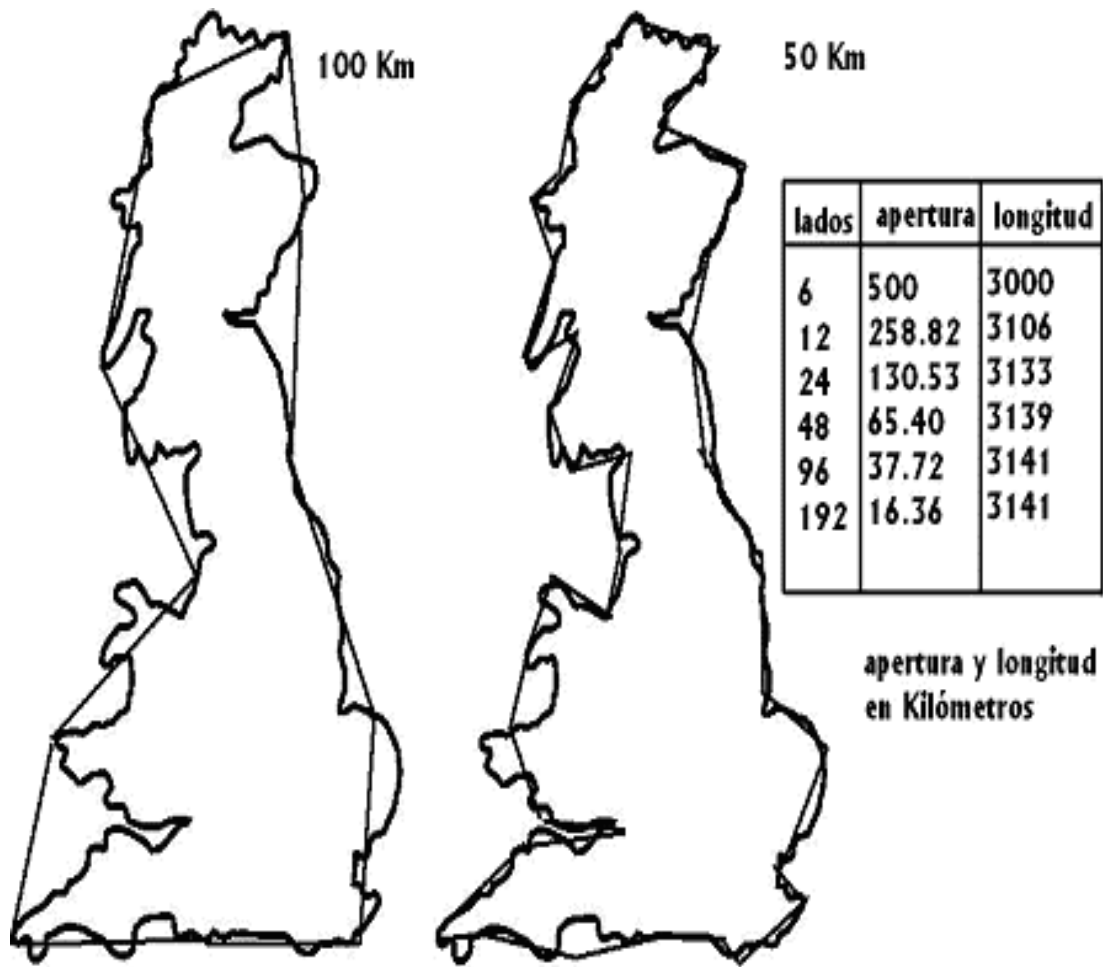 100 Km
50 Km
lados apertura longitud
6 500 3000
12 258.82 3106
24 130.53 3133
48 65.40 3139
96 37.72 3141
192 16.36 3141
apertura y longitud
en Kilómetros